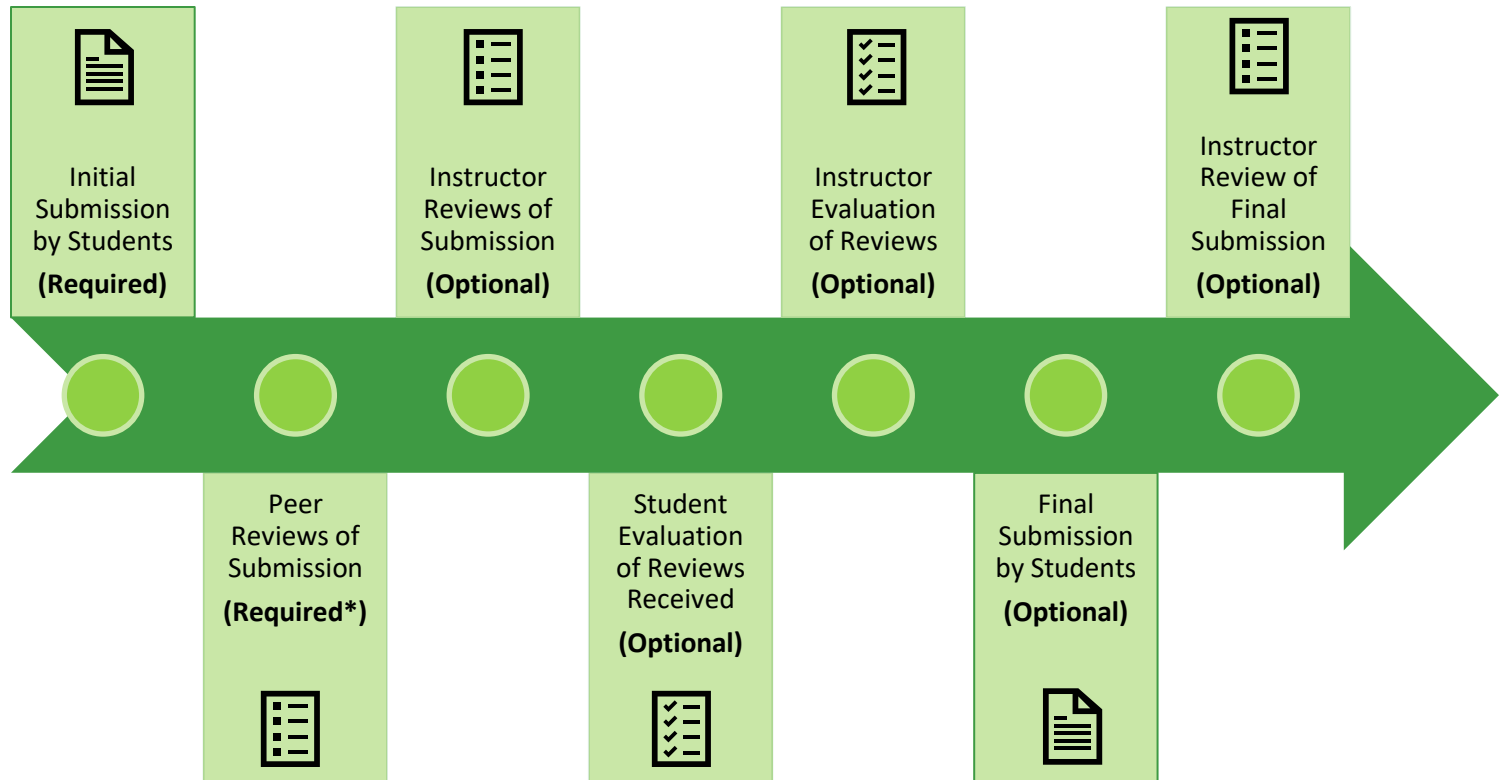 Initial
Submission
by Students
(Required)
Peer
Reviews of
Submission
(Required*)
Instructor
Reviews of
Submission
(Optional)
Student
Evaluation
of Reviews
Received
(Optional)
Instructor
Evaluation
of Reviews
(Optional)
Final
Submission
by Students
(Optional)
Instructor
Review of
Final
Submission
(Optional)